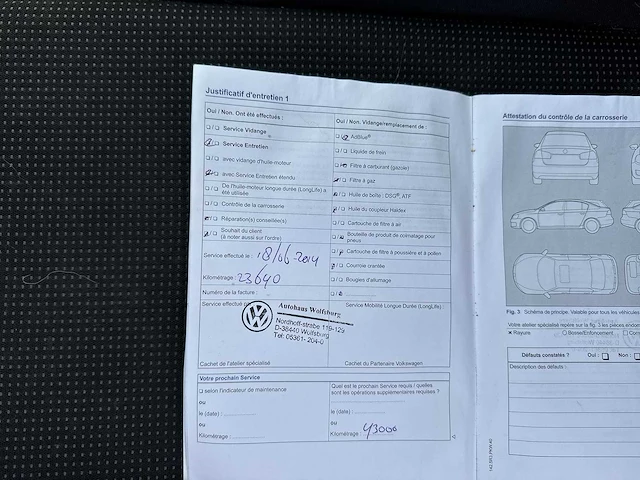 Justificatif d'entretien 1
Oui / Non. Ont été effectués :
Service Vidange
Service Entretien
avec vidange d'huile-moteur
avec Service Entretien étendu
De l'huile-moteur longue durée (LongLife) a
été utilisée
Contrôle de la carrosserie
Réparations(s) conseillée(s)
Souhait du client
(à noter aussi sur l'ordre)
Service effectué le : 18/06-2014
Kilométrage : 23640
Numéro de la facture :
Service effectué
Autohaus Wolfsburg
Nordhoff-straße 119-129
D-38440 Wolfsburg
Tel: 05361- 204-0
Cachet de l'atelier spécialisé
Oui / Non. Vidange/remplacement de :
AdBlue®
Liquide de frein
Filtre à carburant (gazole)
Filtre à gaz
Huile de boîte : DSG®, ATF
Huile du coupleur Haldex
Cartouche de filtre à air
Bouteille de produit de colmatage pour
pneus
Cartouche de filtre à poussière et à pollen
Courroie crantée
Bougies d'allumage
Service Mobilité Longue Durée (LongLife) :
Cachet du Partenaire Volkswagen
Votre prochain Service
selon l'indicateur de maintenance
ou
le (date) :
ou
Kilométrage :
Quel est le prochain Service requis / quelles
sont les opérations supplémentaires requises ?
le (date) :
ou
Kilométrage : 43000
Attestation du contrôle de la carrosserie
Fig. 3 Schéma de principe. Valable pour tous les véhicules
Votre atelier spécialisé repère sur la fig. 3 les pièces
Rayure
Bosse/Enfoncement
Défauts constatés ? Oui : Non :
Description des défauts :